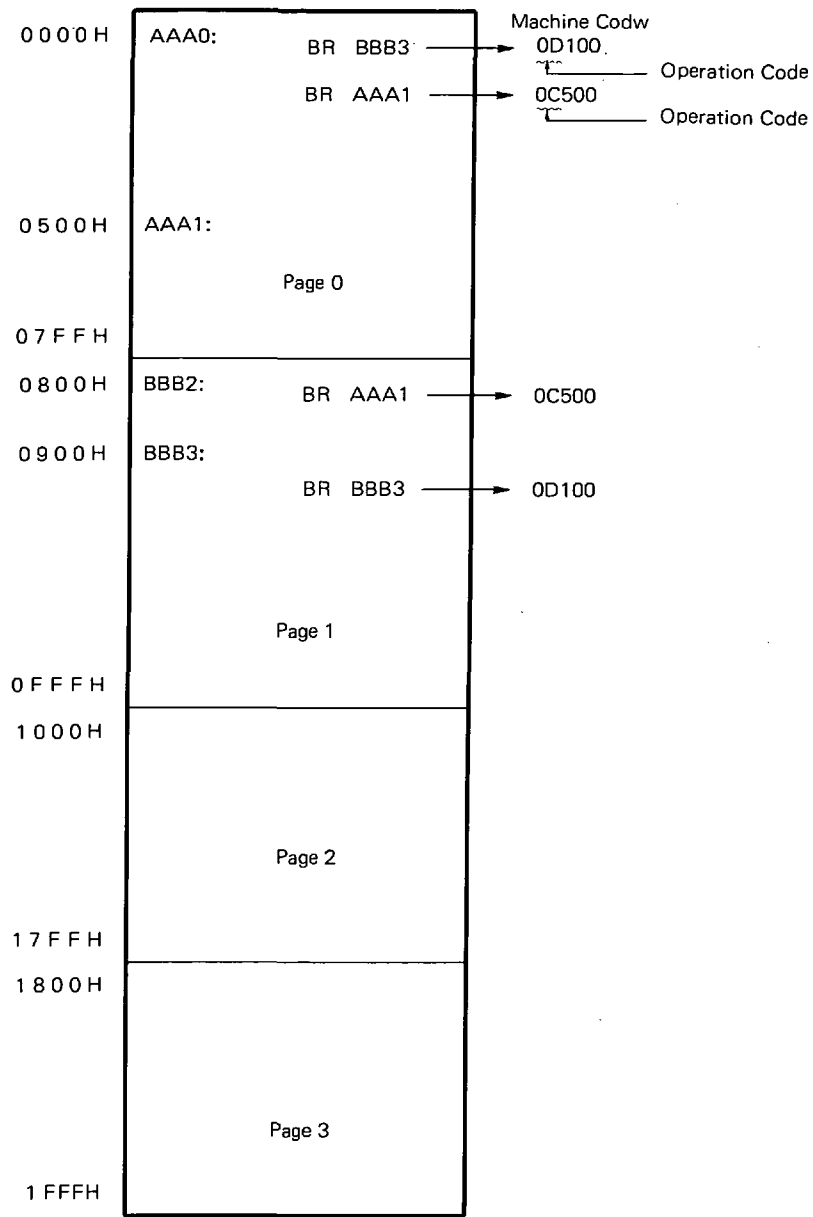 Machine Codw
0000H AAA0: BR BBB3 0D100
Operation Code
BR AAA1 0C500
Operation Code
0500H AAA1:
Page 0
07FFH
0800H BBB2: BR AAA1 0C500
0900H BBB3:
BR BBB3 0D100
Page 1
0FFFH
1000H
Page 2
17FFH
1800H
Page 3
1FFFH